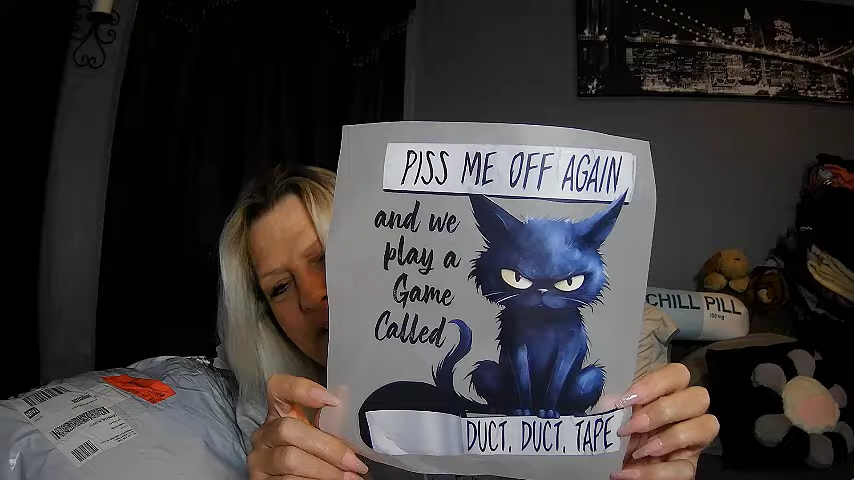 PISS ME OFF AGAIN
and we
play a
Game
Called
DUCT, DUCT, TAPE
CHILL PILL